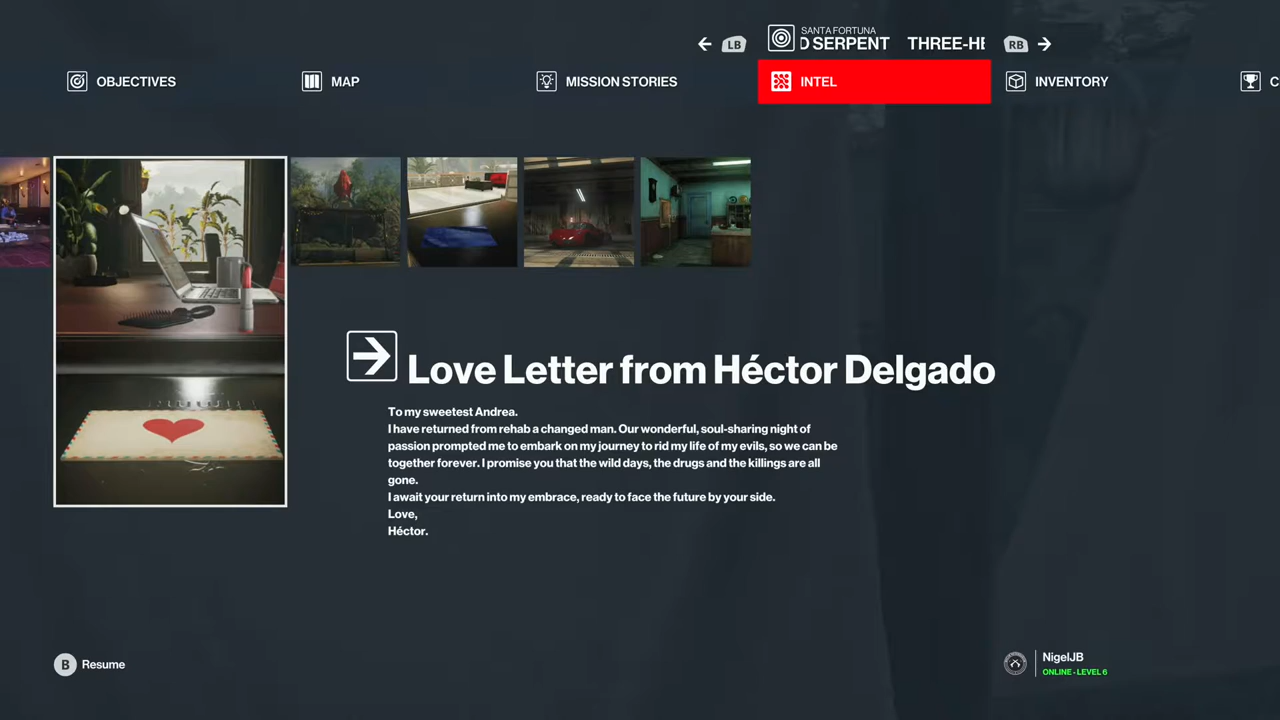 SANTA FORTUNA
LB
D SERPENT THREE-HE
RB
OBJECTIVES
MAP
MISSION STORIES
INTEL
INVENTORY
C
Love Letter from Héctor Delgado
To my sweetest Andrea.
I have returned from rehab a changed man. Our wonderful, soul-sharing night of
passion prompted me to embark on my journey to rid my life of my evils, so we can be
together forever. I promise you that the wild days, the drugs and the killings are all
gone.
I await your return into my embrace, ready to face the future by your side.
Love,
Héctor.
B Resume
NigelJB
ONLINE - LEVEL 6